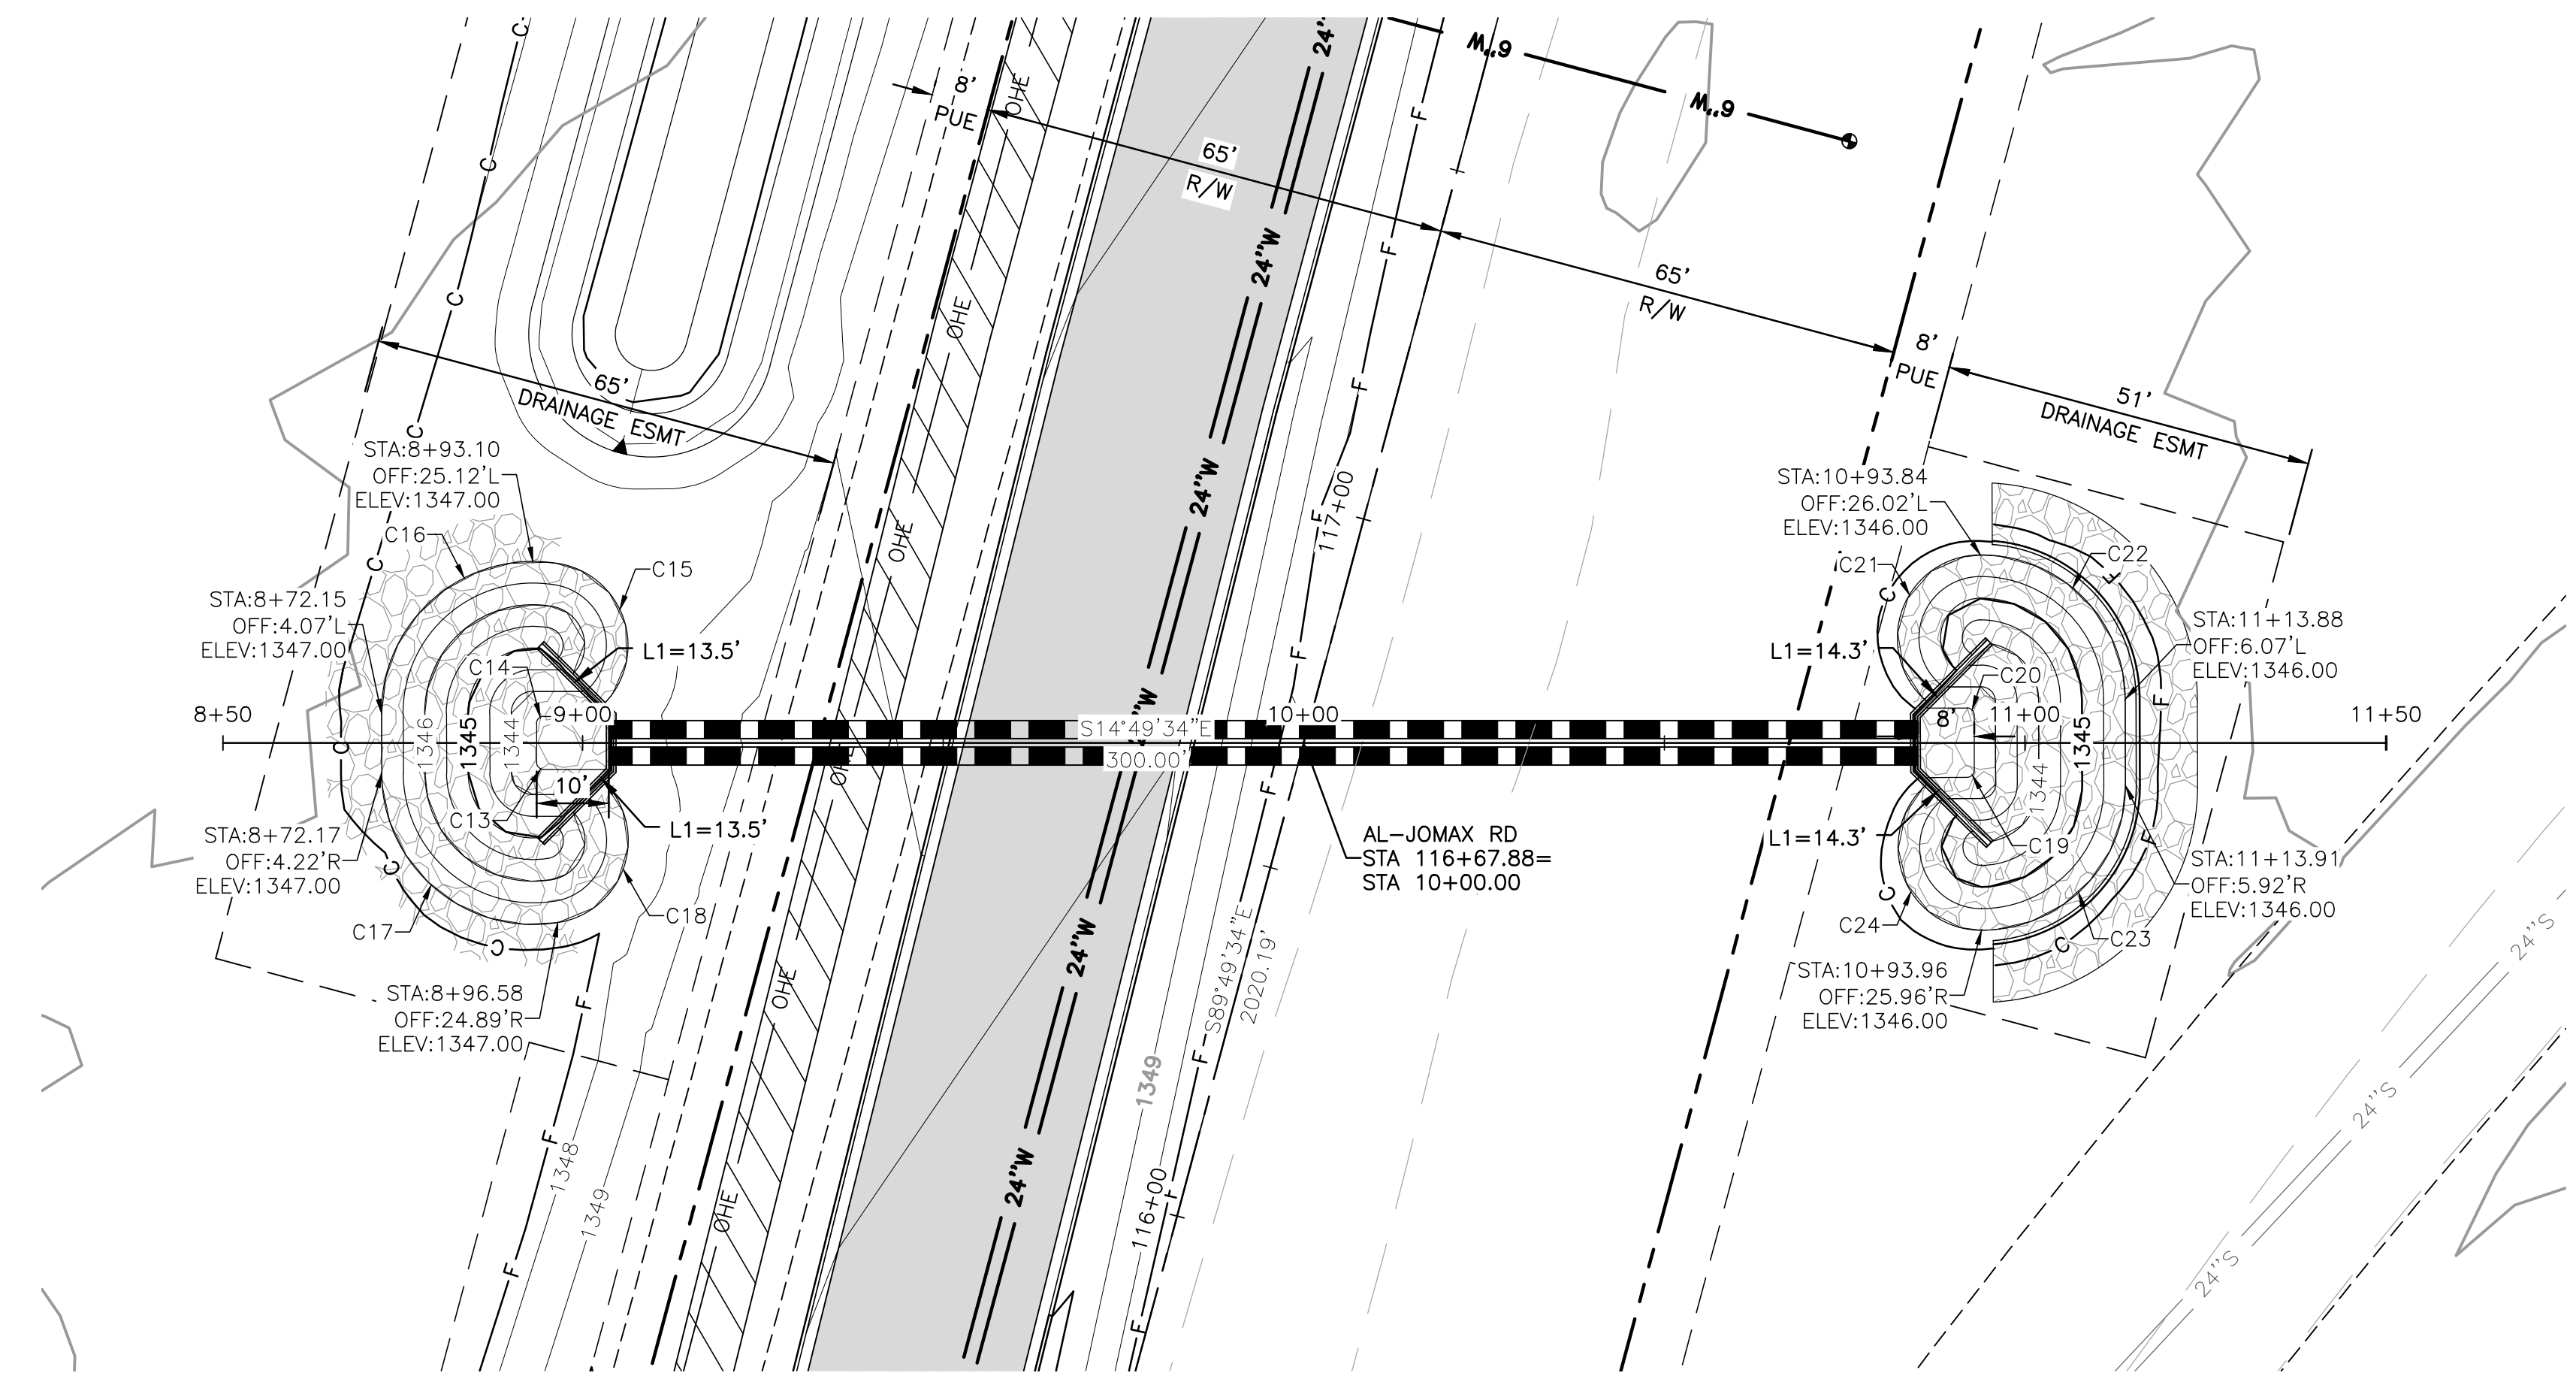 24"W
6"W
6"W
C
8'
PUE
OHE
F
65'
R/W
C
24"W
F
65'
R/W
C
OHE
8'
PUE
F
51'
DRAINAGE ESMT
65'
DRAINAGE ESMT
C
STA:8+93.10
OFF:25.12'L
ELEV:1347.00
24"W
117+00
F
OHE
STA:10+93.84
OFF:26.02'L
ELEV:1346.00
C16
C15
C
C21
C22
F
C
STA:8+72.15
OFF:4.07'L
ELEV:1347.00
STA:11+13.88
OFF:6.07'L
ELEV:1346.00
L1=13.5'
C14
F
L1=14.3'
C20
8+50
1346
1345
1344
9+00
S14°49'34"E
300.00'
10+00
8'
11+00
1345
1344
F
11+50
C
10'
C13
L1=13.5'
OHE
F
AL-JOMAX RD
STA 116+67.88=
STA 10+00.00
L1=14.3'
C19
F
STA:8+72.17
OFF:4.22'R
ELEV:1347.00
C
STA:11+13.91
OFF:5.92'R
ELEV:1346.00
C
C17
C18
C24
C23
C
C
24"W
S89°49'34"E
2020.19'
24"S
STA:8+96.58
OFF:24.89'R
ELEV:1347.00
F
OHE
STA:10+93.96
OFF:25.96'R
ELEV:1346.00
F
1349
24"S
F
1348
1349
24"W
116+00
F
OHE
F
24"S
F